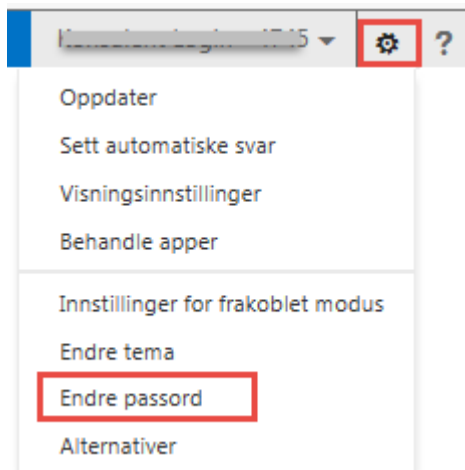 ?
Oppdater
Sett automatiske svar
Visningsinnstillinger
Behandle apper
Innstillinger for frakoblet modus
Endre tema
Endre passord
Alternativer